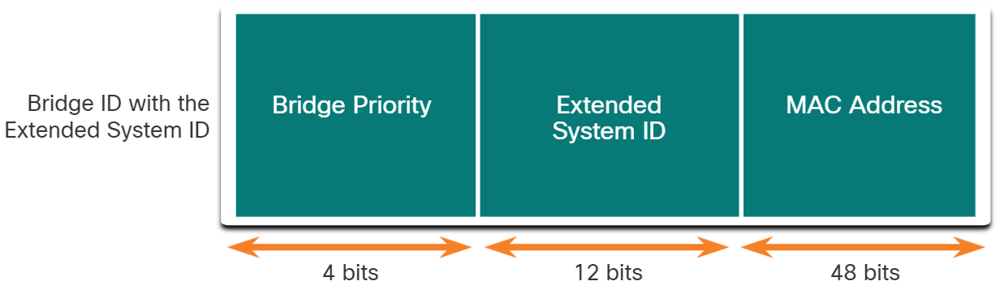 Bridge ID with the
Extended System ID
Bridge Priority
Extended
System ID
MAC Address
4 bits
12 bits
48 bits